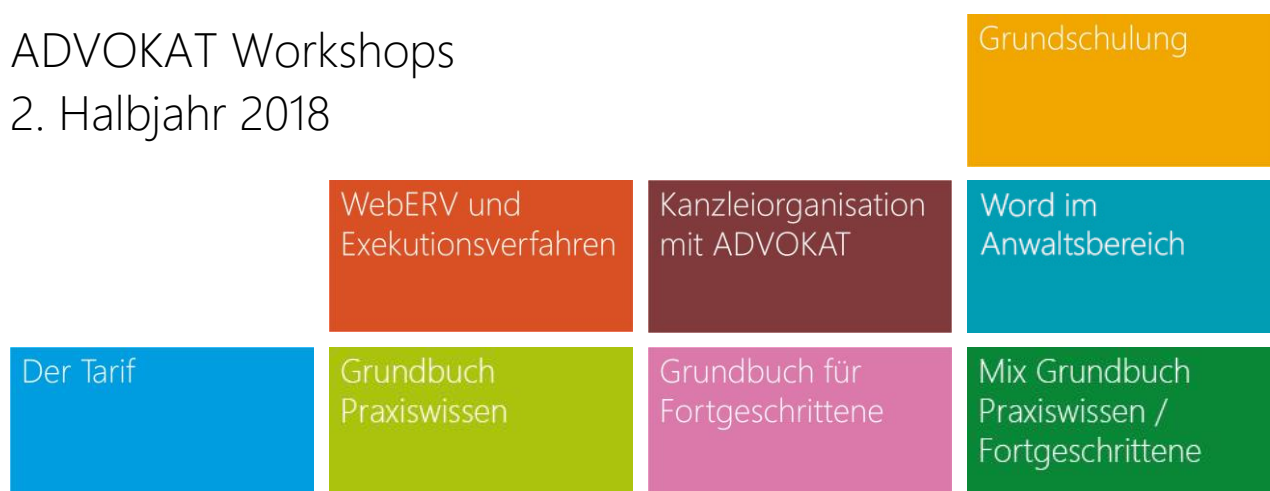 ADVOKAT Workshops
2. Halbjahr 2018
Grundschulung
WebERV und
Exekutionsverfahren
Kanzleiorganisation
mit ADVOKAT
Word im
Anwaltsbereich
Der Tarif
Grundbuch
Praxiswissen
Grundbuch für
Fortgeschrittene
Mix Grundbuch
Praxiswissen /
Fortgeschrittene